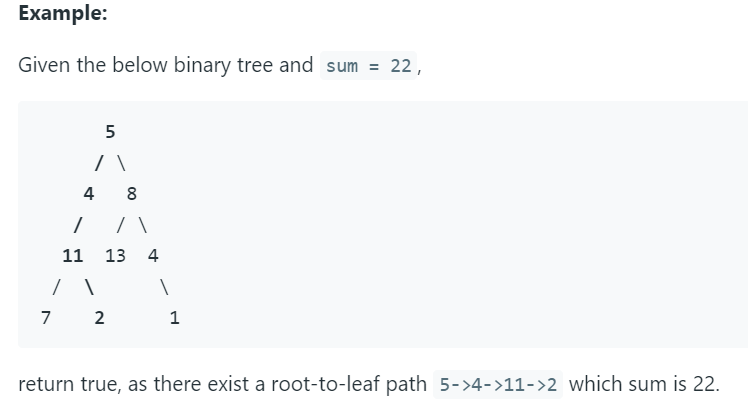 Example:
Given the below binary tree and sum = 22,
5
/ \
4 8
/ / \
11 13 4
/ \ \
7 2 1
return true, as there exist a root-to-leaf path 5->4->11->2 which sum is 22.